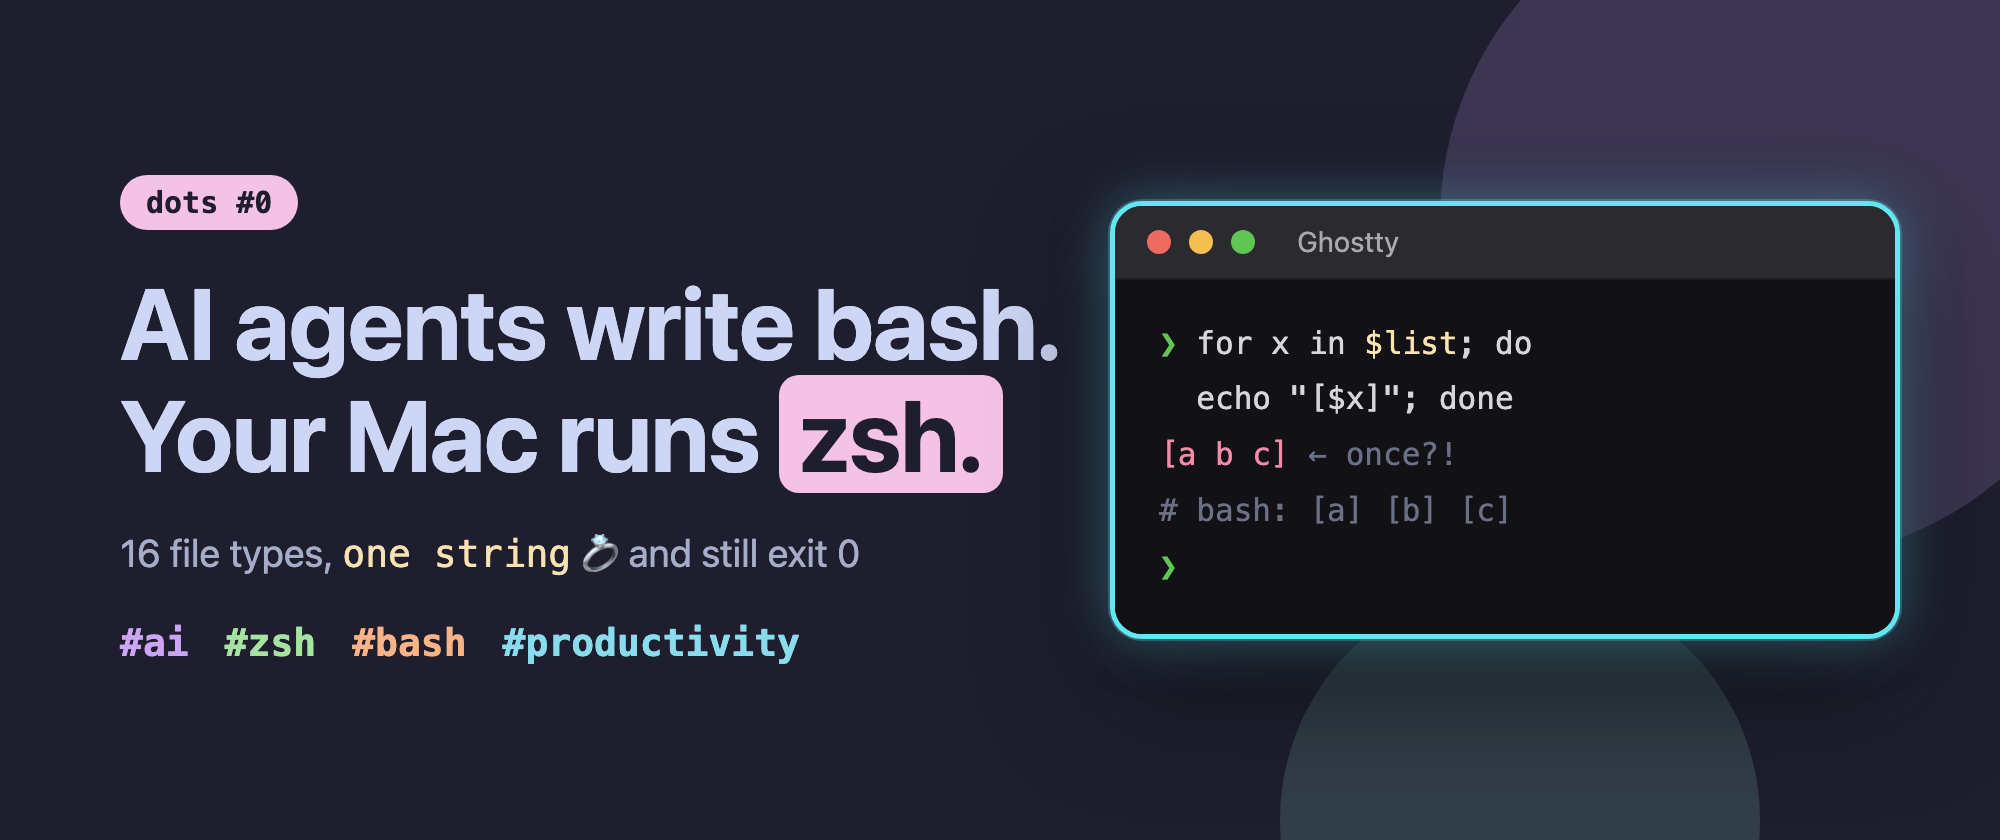 dots #0
AI agents write bash.
Your Mac runs zsh.
16 file types, one string 💍 and still exit 0
#ai #zsh #bash #productivity
Ghostty
❯ for x in $list; do
echo "[$x]"; done
[a b c] ← once?!
# bash: [a] [b] [c]
❯